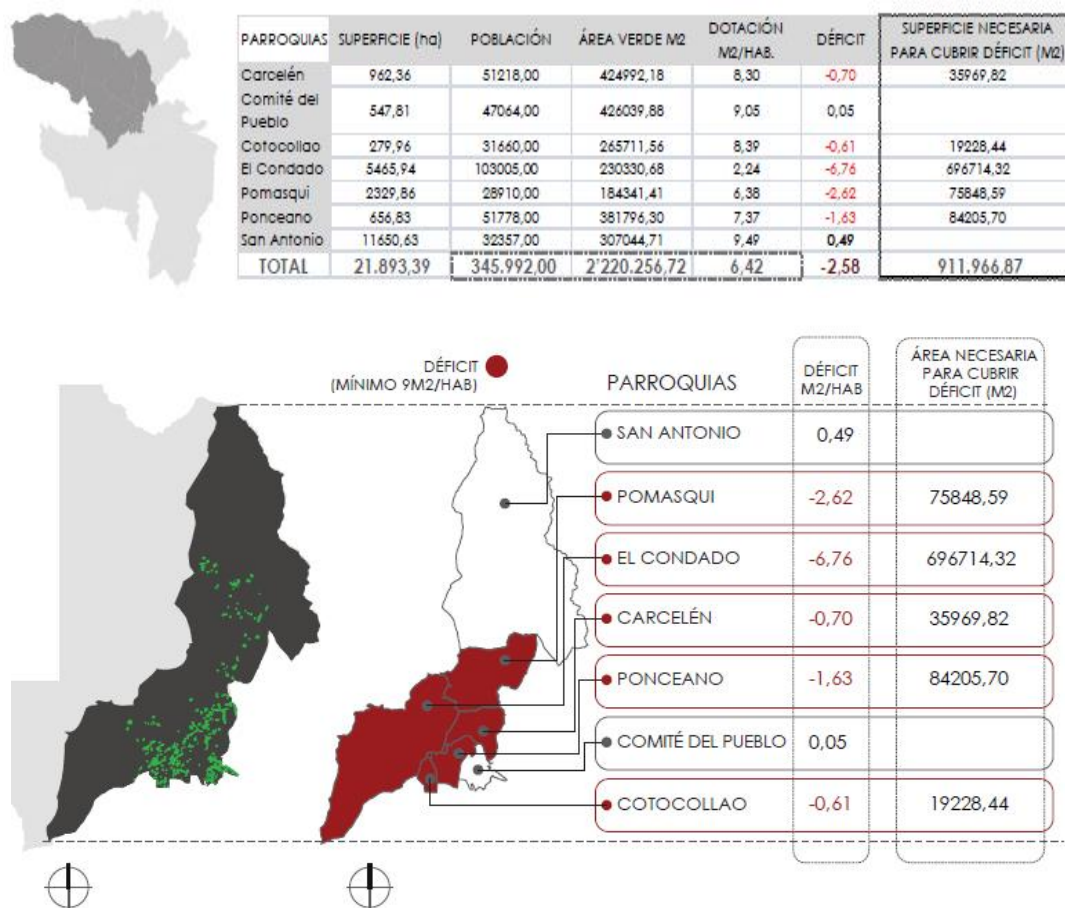 PARROQUIAS SUPERFICIE (ha) POBLACIÓN ÁREA VERDE M2 DOTACIÓN M2/HAB. DÉFICIT SUPERFICIE NECESARIA PARA CUBRIR DÉFICIT (M2)
Carcelén 962,36 51218,00 424992,18 8,30 -0,70 35969,82
Comité del Pueblo 547,81 47064,00 426039,88 9,05 0,05
Cotocollao 279,96 31660,00 265711,56 8,39 -0,61 19228,44
El Condado 5465,94 103005,00 230330,68 2,24 -6,76 696714,32
Pomasqui 2329,86 28910,00 184341,41 6,38 -2,62 75848,59
Ponceano 656,83 51778,00 381796,30 7,37 -1,63 84205,70
San Antonio 11650,63 32357,00 307044,71 9,49 0,49
TOTAL 21.893,39 345.992,00 2'220.256,72 6,42 -2,58 911.966,87
DÉFICIT
(MÍNIMO 9M2/HAB)
PARROQUIAS
DÉFICIT
M2/HAB
ÁREA NECESARIA
PARA CUBRIR
DÉFICIT (M2)
SAN ANTONIO 0,49
POMASQUI -2,62 75848,59
EL CONDADO -6,76 696714,32
CARCELÉN -0,70 35969,82
PONCEANO -1,63 84205,70
COMITÉ DEL PUEBLO 0,05
COTOCOLLAO -0,61 19228,44